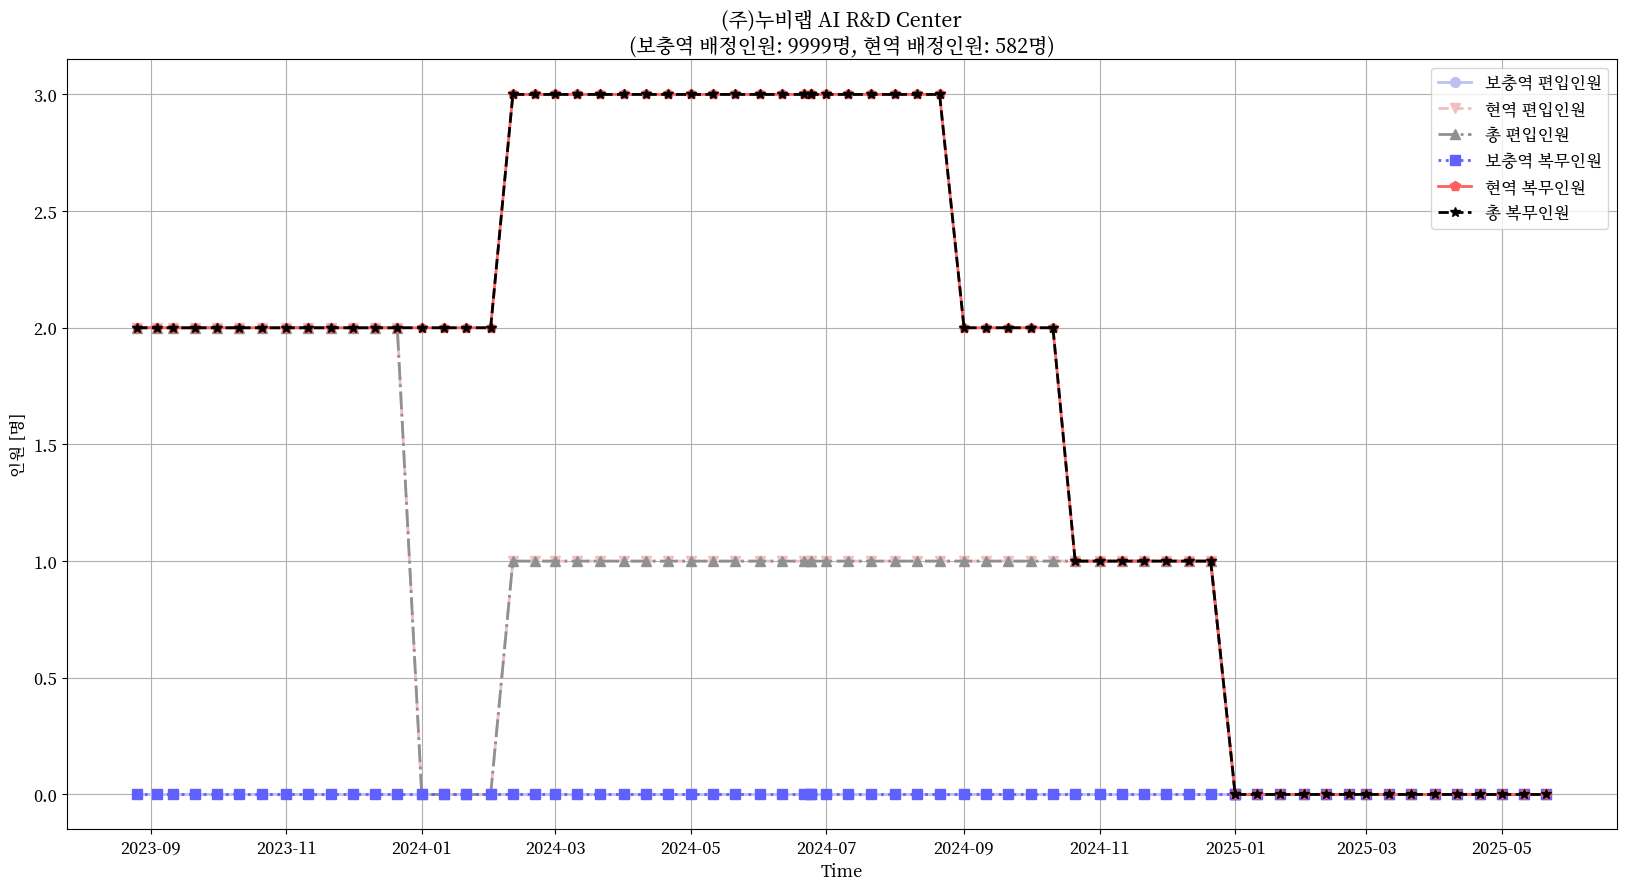 (주)누비랩 AI R&D Center
(보충역 배정인원: 9999명, 현역 배정인원: 582명)
보충역 편입인원
현역 편입인원
총 편입인원
보충역 복무인원
현역 복무인원
총 복무인원
3.0
2.5
2.0
1.5
1.0
0.5
0.0
인원 [명]
2023-09 2023-11 2024-01 2024-03 2024-05 2024-07 2024-09 2024-11 2025-01 2025-03 2025-05
Time